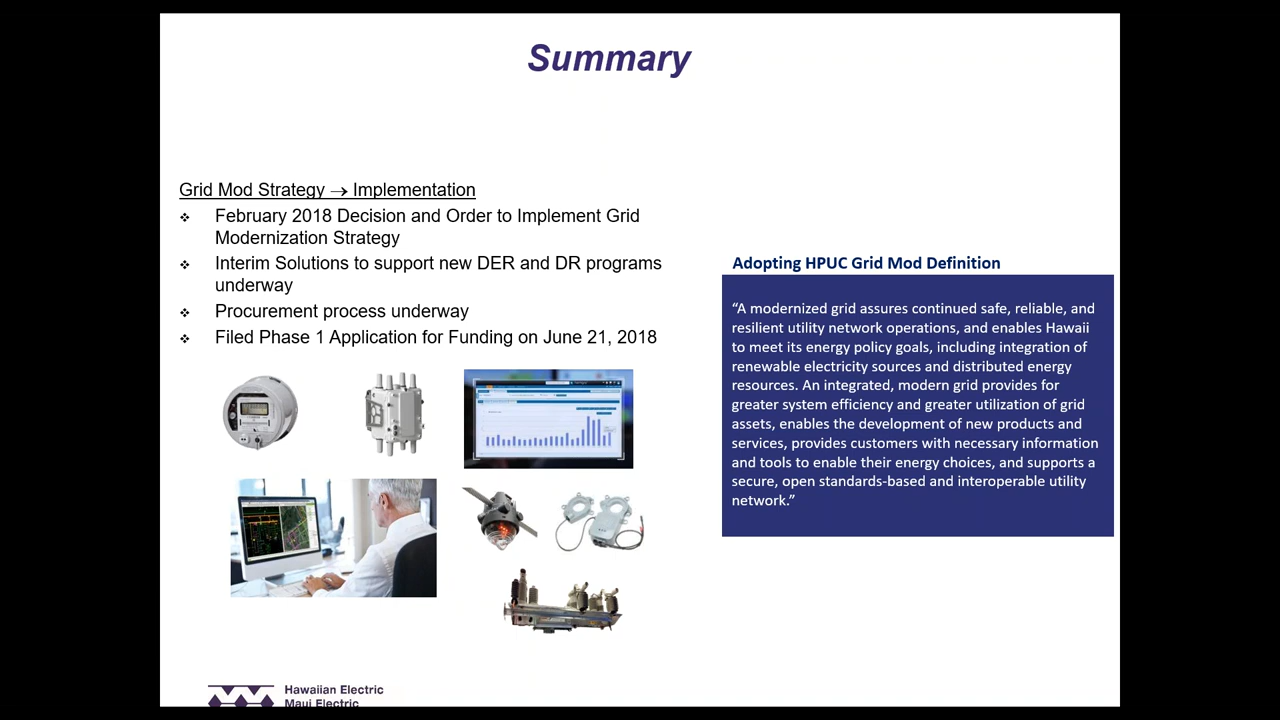 Summary
Grid Mod Strategy → Implementation
❖ February 2018 Decision and Order to Implement Grid
Modernization Strategy
❖ Interim Solutions to support new DER and DR programs
underway
❖ Procurement process underway
❖ Filed Phase 1 Application for Funding on June 21, 2018
Adopting HPUC Grid Mod Definition
“A modernized grid assures continued safe, reliable, and
resilient utility network operations, and enables Hawaii
to meet its energy policy goals, including integration of
renewable electricity sources and distributed energy
resources. An integrated, modern grid provides for
greater system efficiency and greater utilization of grid
assets, enables the development of new products and
services, provides customers with necessary information
and tools to enable their energy choices, and supports a
secure, open standards-based and interoperable utility
network.”
Hawaiian Electric
Maui Electric